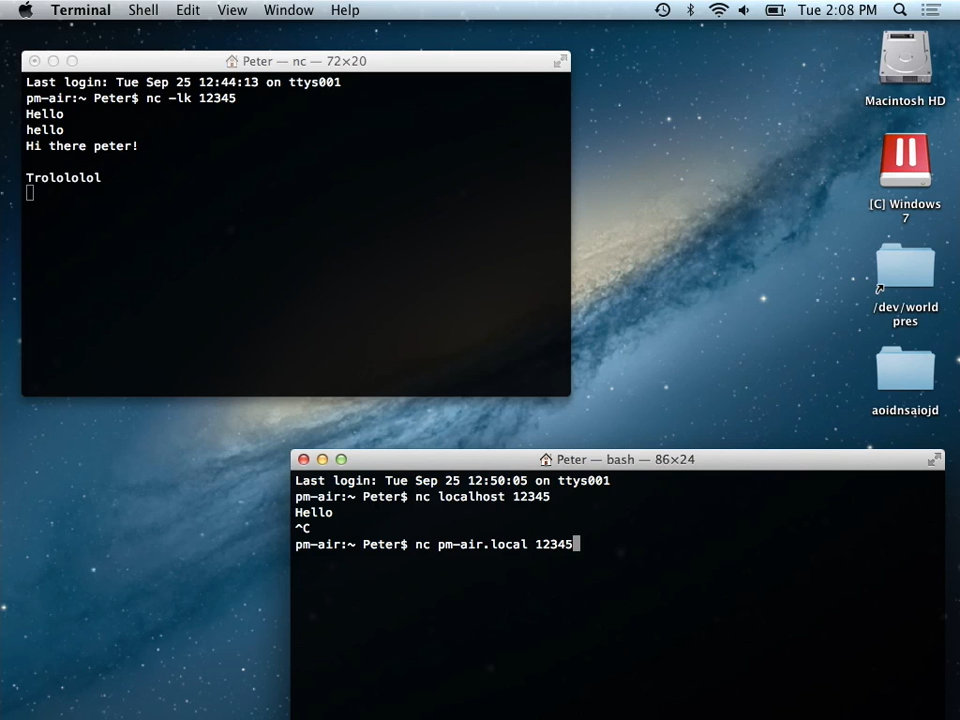 Terminal Shell Edit View Window Help Tue 2:08 PM
Peter — nc — 72×20
Last login: Tue Sep 25 12:44:13 on ttys001
pm-air:~ Peter$ nc -lk 12345
Hello
hello
Hi there peter!
Trolololol
Macintosh HD
[C] Windows
7
/dev/world
pres
aoidnsaiojd
Peter — bash — 86×24
Last login: Tue Sep 25 12:50:05 on ttys001
pm-air:~ Peter$ nc localhost 12345
Hello
^C
pm-air:~ Peter$ nc pm-air.local 12345